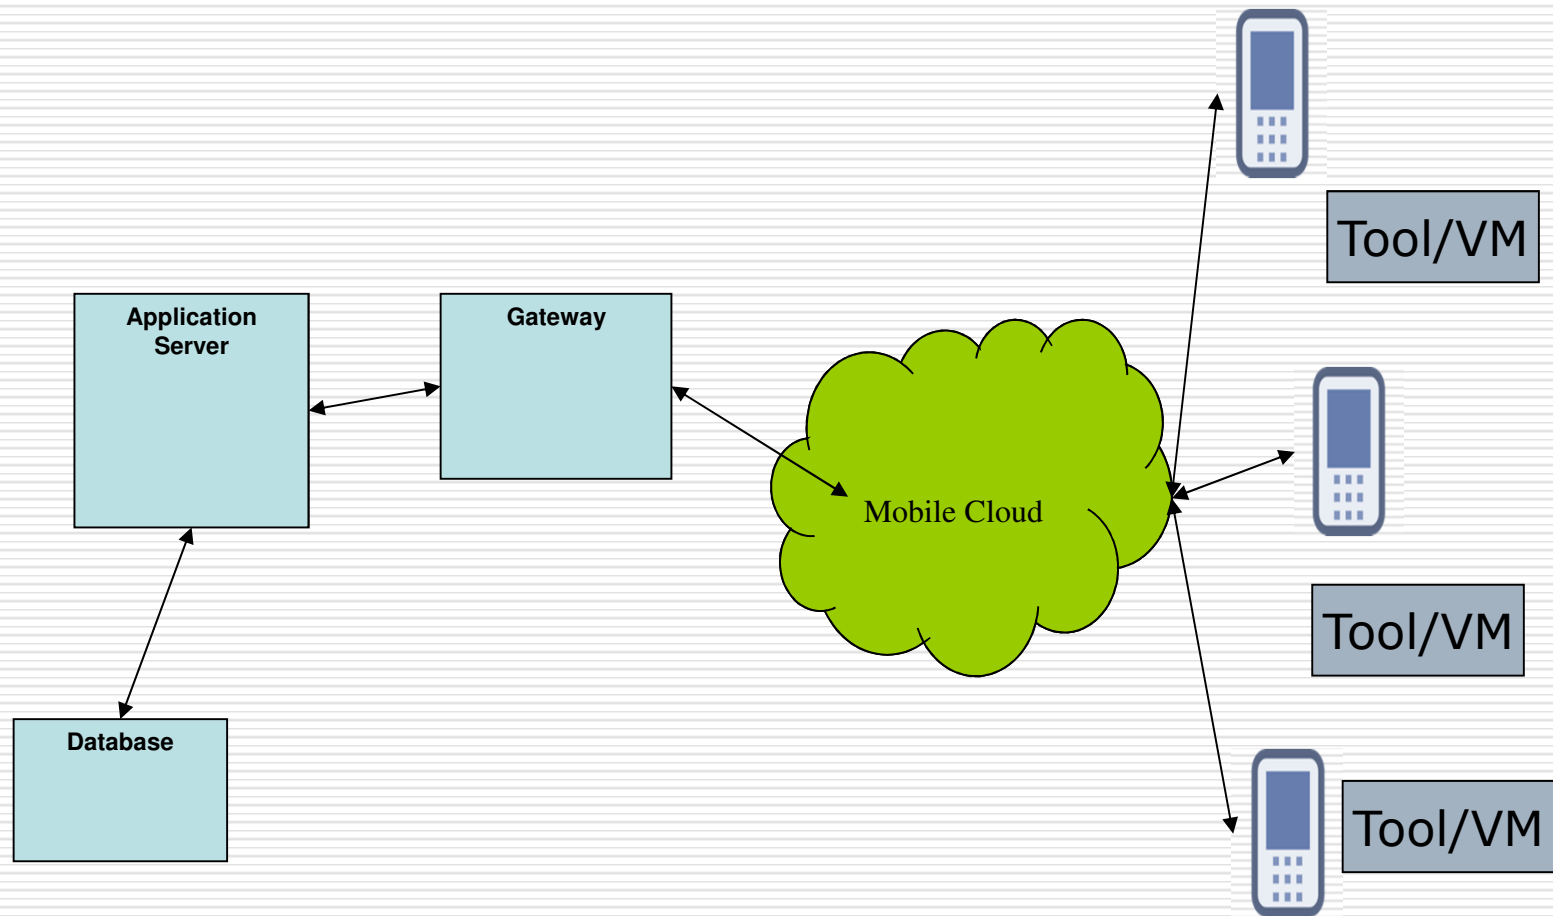 Tool/VM
Application
Server
Gateway
Mobile Cloud
Tool/VM
Database
Tool/VM